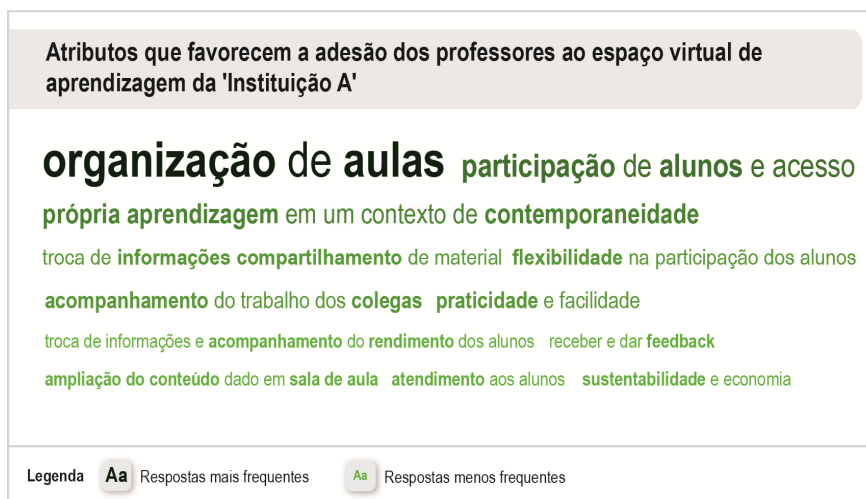 Atributos que favorecem a adesão dos professores ao espaço virtual de
aprendizagem da 'Instituição A'
organização de aulas participação de alunos e acesso
própria aprendizagem em um contexto de contemporaneidade
troca de informações compartilhamento de material flexibilidade na participação dos alunos
acompanhamento do trabalho dos colegas praticidade e facilidade
troca de informações e acompanhamento do rendimento dos alunos receber e dar feedback
ampliação do conteúdo dado em sala de aula atendimento aos alunos sustentabilidade e economia
Legenda Aa Respostas mais frequentes Aa Respostas menos frequentes